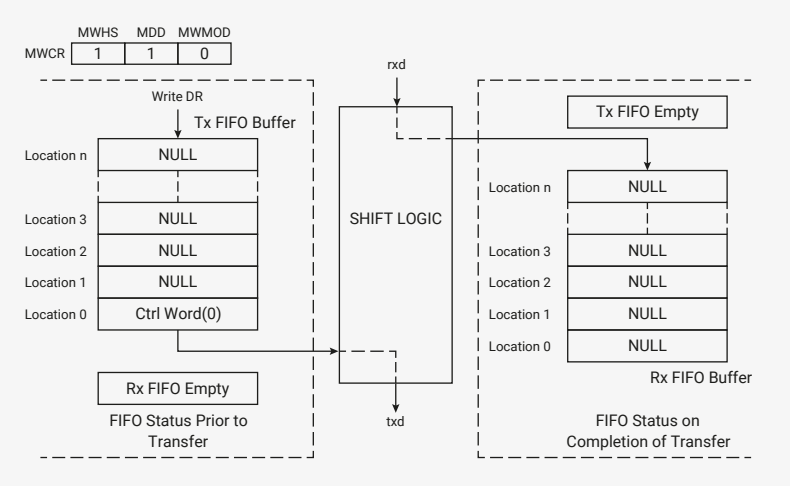 MWHS MDD MWMOD
MWCR 1 1 0
rxd
Write DR
Tx FIFO Buffer
Location n NULL
Location 3 NULL
Location 2 NULL
Location 1 NULL
Location 0 Ctrl Word(0)
Rx FIFO Empty
FIFO Status Prior to
Transfer
SHIFT LOGIC
txd
Tx FIFO Empty
Location n NULL
Location 3 NULL
Location 2 NULL
Location 1 NULL
Location 0 NULL
Rx FIFO Buffer
FIFO Status on
Completion of Transfer